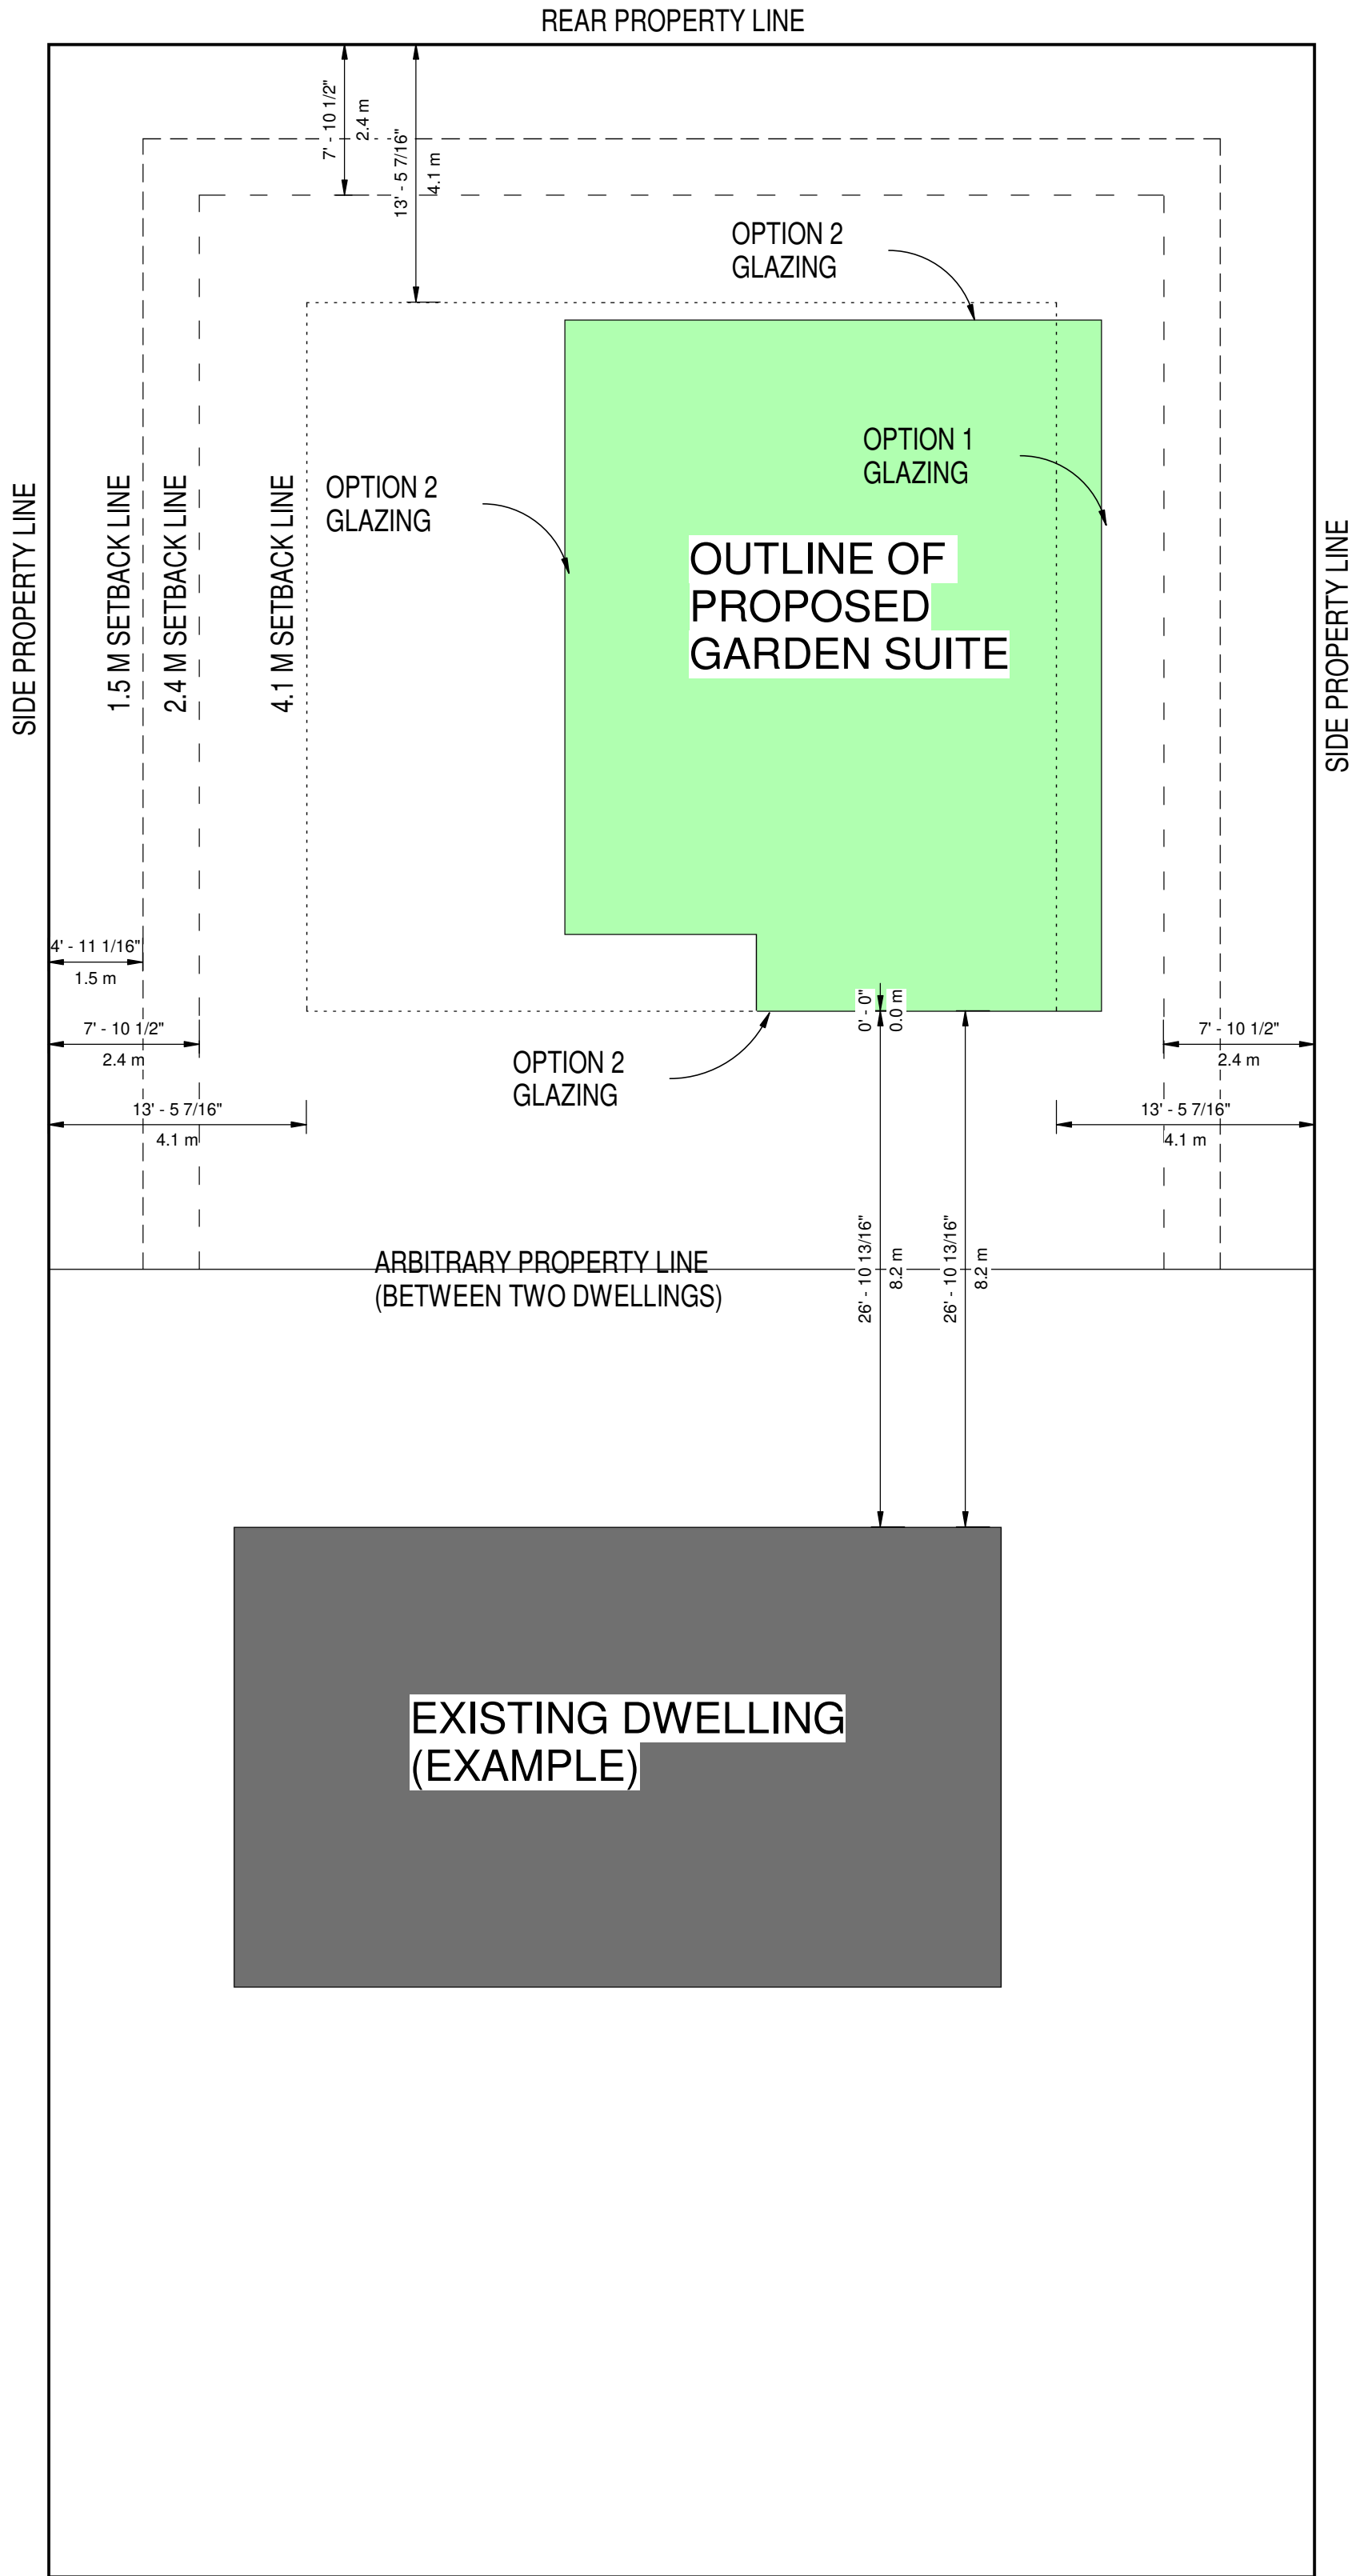 REAR PROPERTY LINE
7' - 10 1/2"
2.4 m
13' - 5 7/16"
4.1 m
OPTION 2
GLAZING
OPTION 1
GLAZING
OPTION 2
GLAZING
SIDE PROPERTY LINE
1.5 M SETBACK LINE
2.4 M SETBACK LINE
4.1 M SETBACK LINE
OUTLINE OF
PROPOSED
GARDEN SUITE
SIDE PROPERTY LINE
4' - 11 1/16"
1.5 m
0' - 0"
0.0 m
7' - 10 1/2"
2.4 m
7' - 10 1/2"
2.4 m
OPTION 2
GLAZING
13' - 5 7/16"
4.1 m
13' - 5 7/16"
4.1 m
26' - 10 13/16"
8.2 m
26' - 10 13/16"
8.2 m
ARBITRARY PROPERTY LINE
(BETWEEN TWO DWELLINGS)
EXISTING DWELLING
(EXAMPLE)